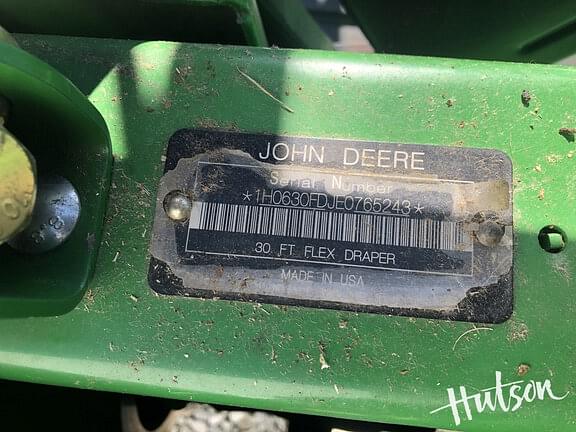 JOHN DEERE
Serial Number
*1H0630FDJE0765243*
30 FT FLEX DRAPER
MADE IN USA
Hutson